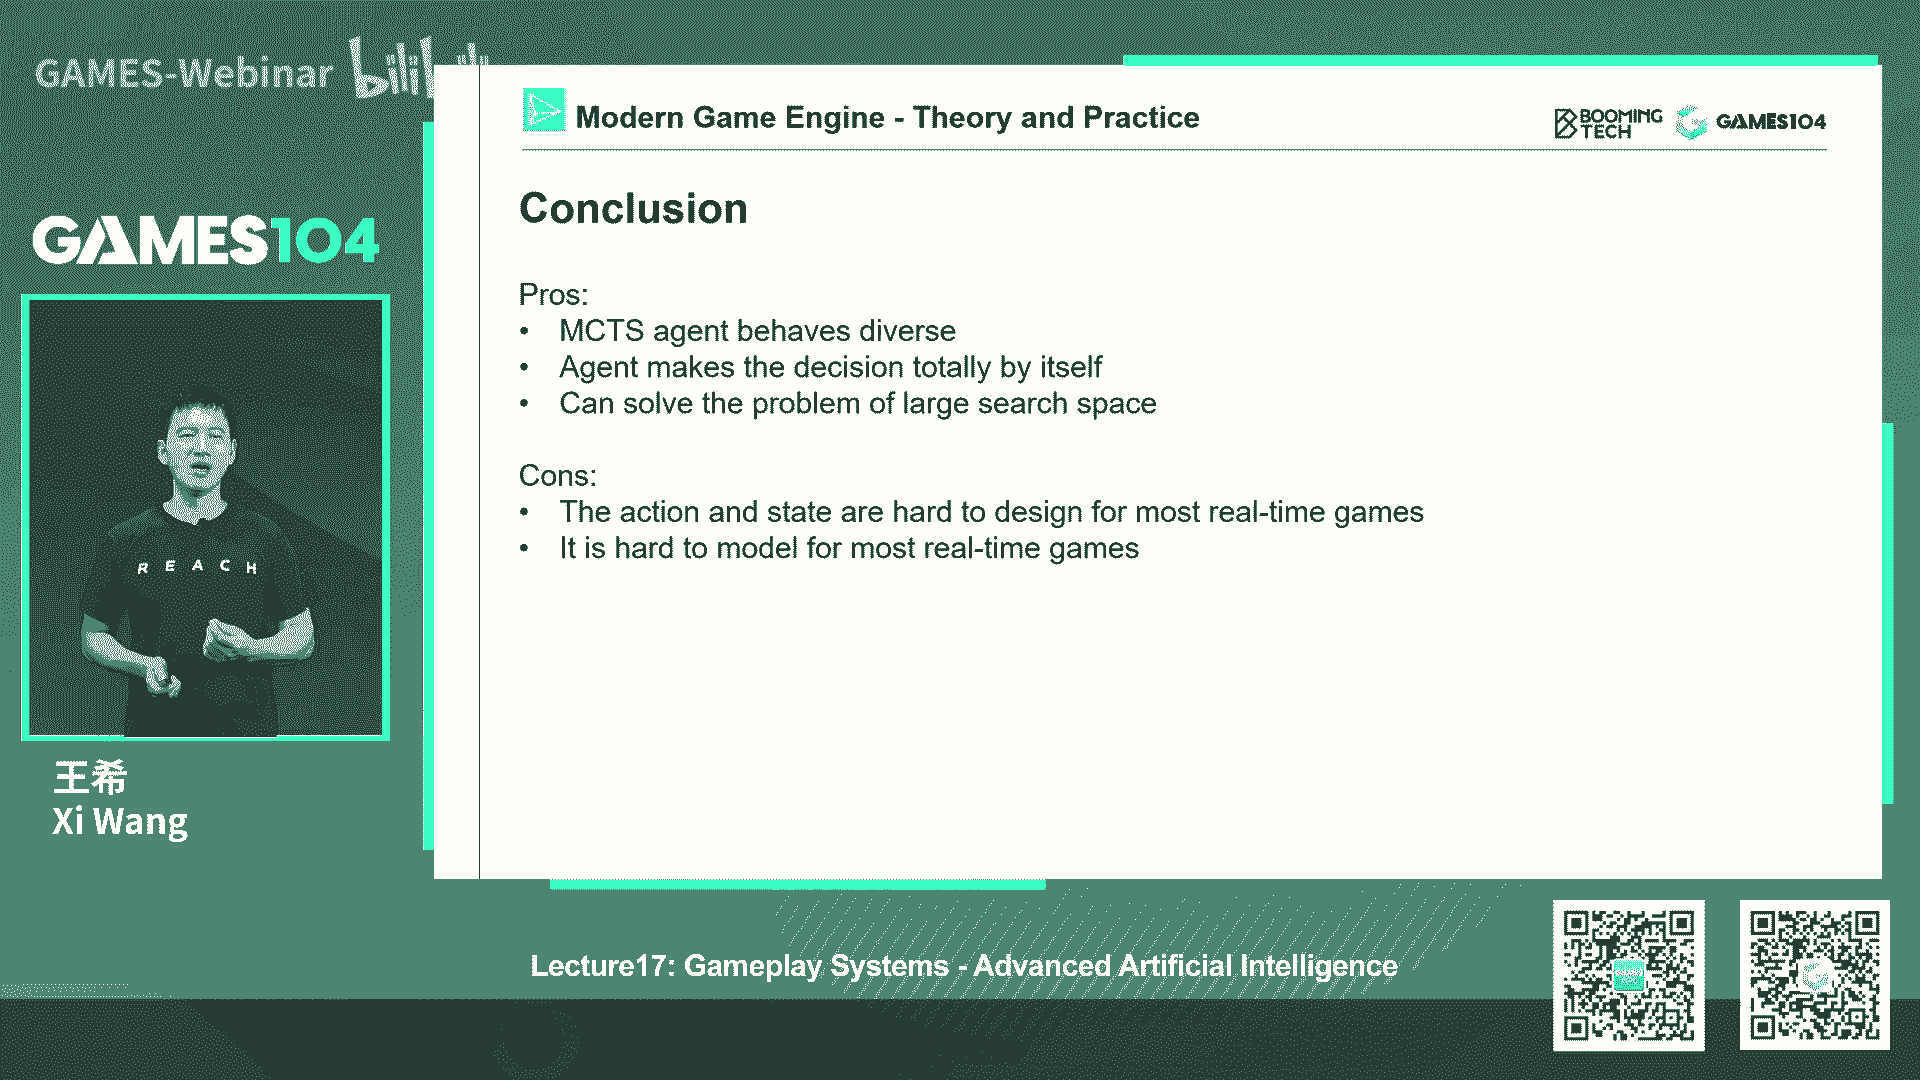 GAMES-Webinar
Modern Game Engine - Theory and Practice
BOOMING
TECH
GAMES104
GAMES104
Conclusion
Pros:
• MCTS agent behaves diverse
• Agent makes the decision totally by itself
• Can solve the problem of large search space
Cons:
• The action and state are hard to design for most real-time games
• It is hard to model for most real-time games
REACH
王希
Xi Wang
Lecture17: Gameplay Systems - Advanced Artificial Intelligence